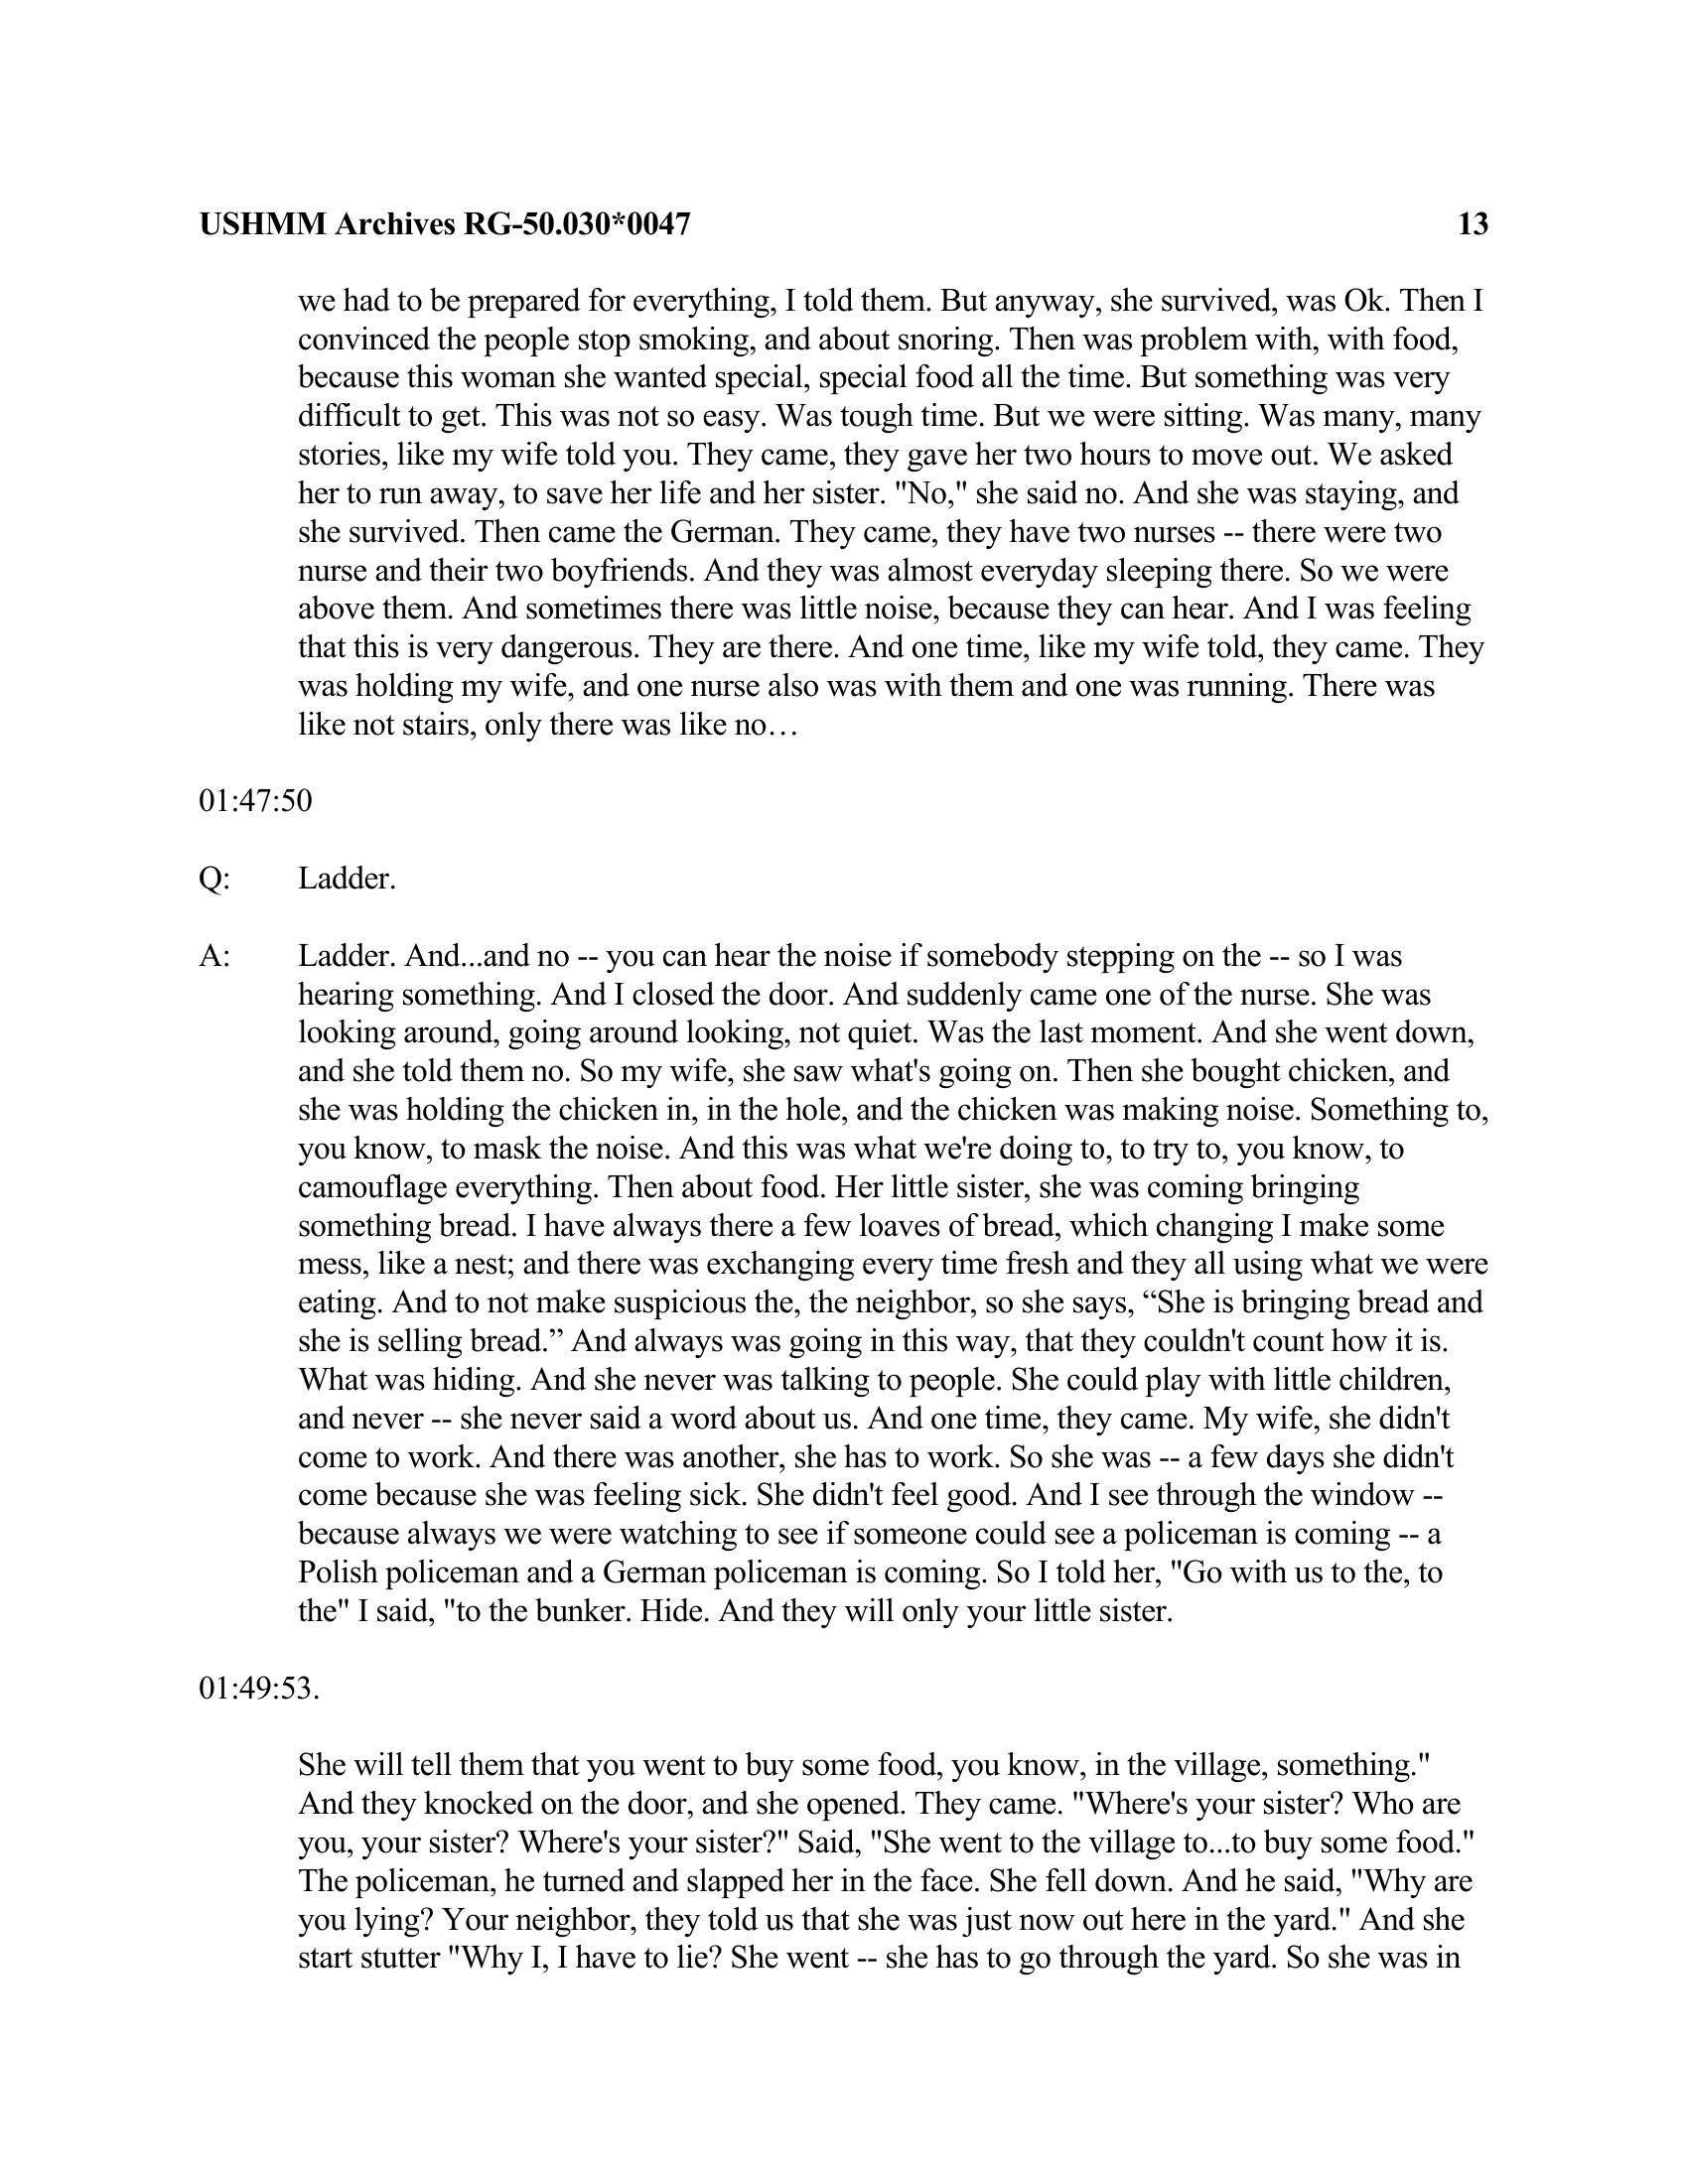 USHMM Archives RG-50.030*0047 13
we had to be prepared for everything, I told them. But anyway, she survived, was Ok. Then I
convinced the people stop smoking, and about snoring. Then was problem with, with food,
because this woman she wanted special, special food all the time. But something was very
difficult to get. This was not so easy. Was tough time. But we were sitting. Was many, many
stories, like my wife told you. They came, they gave her two hours to move out. We asked
her to run away, to save her life and her sister. "No," she said no. And she was staying, and
she survived. Then came the German. They came, they have two nurses -- there were two
nurse and their two boyfriends. And they was almost everyday sleeping there. So we were
above them. And sometimes there was little noise, because they can hear. And I was feeling
that this is very dangerous. They are there. And one time, like my wife told, they came. They
was holding my wife, and one nurse also was with them and one was running. There was
like not stairs, only there was like no…
01:47:50
Q: Ladder.
A: Ladder. And...and no -- you can hear the noise if somebody stepping on the -- so I was
hearing something. And I closed the door. And suddenly came one of the nurse. She was
looking around, going around looking, not quiet. Was the last moment. And she went down,
and she told them no. So my wife, she saw what's going on. Then she bought chicken, and
she was holding the chicken in, in the hole, and the chicken was making noise. Something to,
you know, to mask the noise. And this was what we're doing to, to try to, you know, to
camouflage everything. Then about food. Her little sister, she was coming bringing
something bread. I have always there a few loaves of bread, which changing I make some
mess, like a nest; and there was exchanging every time fresh and they all using what we were
eating. And to not make suspicious the, the neighbor, so she says, “She is bringing bread and
she is selling bread.” And always was going in this way, that they couldn't count how it is.
What was hiding. And she never was talking to people. She could play with little children,
and never -- she never said a word about us. And one time, they came. My wife, she didn't
come to work. And there was another, she has to work. So she was -- a few days she didn't
come because she was feeling sick. She didn't feel good. And I see through the window --
because always we were watching to see if someone could see a policeman is coming -- a
Polish policeman and a German policeman is coming. So I told her, "Go with us to the, to
the" I said, "to the bunker. Hide. And they will only your little sister.
01:49:53.
She will tell them that you went to buy some food, you know, in the village, something."
And they knocked on the door, and she opened. They came. "Where's your sister? Who are
you, your sister? Where's your sister?" Said, "She went to the village to...to buy some food."
The policeman, he turned and slapped her in the face. She fell down. And he said, "Why are
you lying? Your neighbor, they told us that she was just now out here in the yard." And she
start stutter "Why I, I have to lie? She went -- she has to go through the yard. So she was in